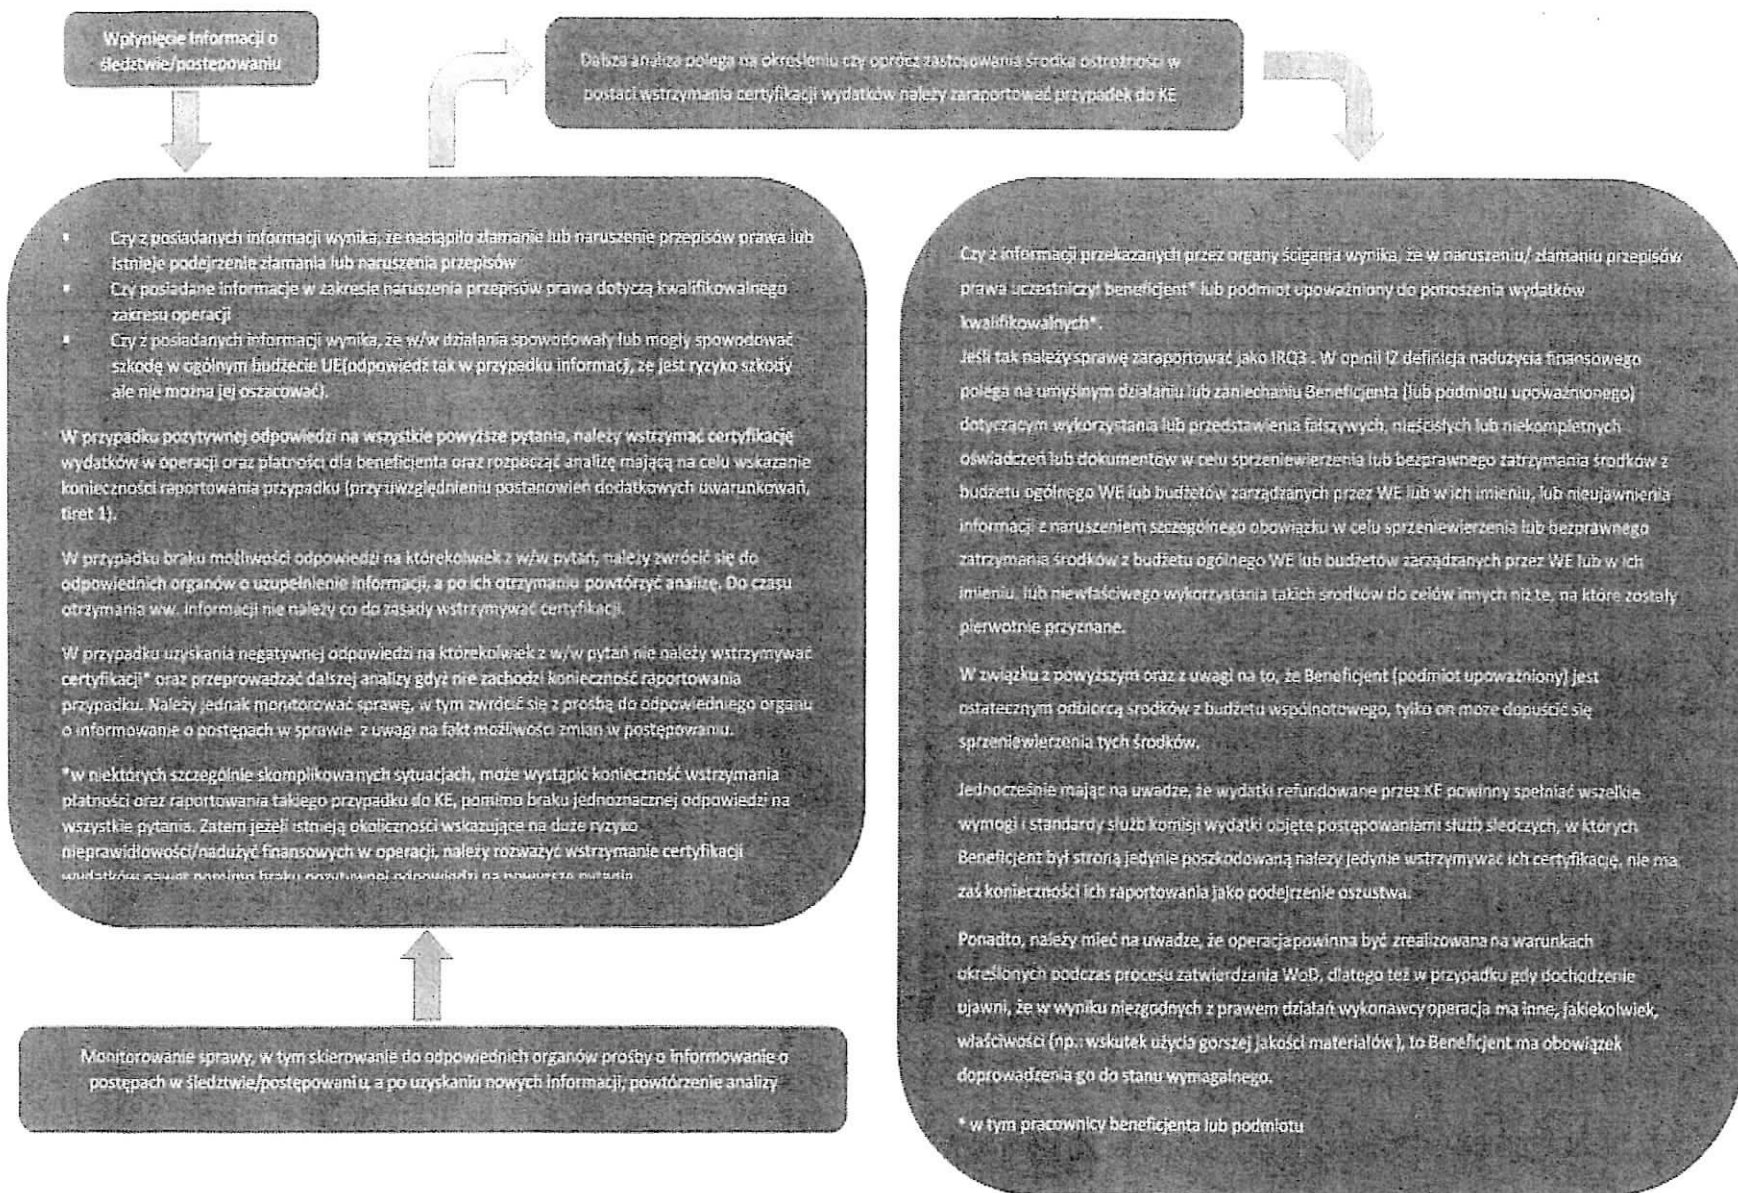 Wpłynięcie Informacji o
śledztwie/postępowaniu
Dalsza analiza polega na określeniu czy oprócz zastosowania środka ostrożności w
postaci wstrzymania certyfikacji wydatków należy zaraportować przypadek do KE
▪ Czy z posiadanych informacji wynika, że nastąpiło złamanie lub naruszenie przepisów prawa lub
istnieje podejrzenie złamania lub naruszenia przepisów
▪ Czy posiadane informacje w zakresie naruszenia przepisów prawa dotyczą kwalifikowalnego
zakresu operacji
▪ Czy z posiadanych informacji wynika, że w/w działania spowodowały lub mogły spowodować
szkodę w ogólnym budżecie UE(odpowiedź tak w przypadku informacji, że jest ryzyko szkody
ale nie można jej oszacować).
W przypadku pozytywnej odpowiedzi na wszystkie powyższe pytania, należy wstrzymać certyfikację
wydatków w operacji oraz płatności dla beneficjenta oraz rozpocząć analizę mającą na celu wskazanie
konieczności raportowania przypadku (przy uwzględnieniu postanowień dodatkowych uwarunkowań,
tiret 1).
W przypadku braku możliwości odpowiedzi na którekolwiek z w/w pytań, należy zwrócić się do
odpowiednich organów o uzupełnienie informacji, a po ich otrzymaniu powtórzyć analizę. Do czasu
otrzymania ww. informacji nie należy co do zasady wstrzymywać certyfikacji.
W przypadku uzyskania negatywnej odpowiedzi na którekolwiek z w/w pytań nie należy wstrzymywać
certyfikacji* oraz przeprowadzać dalszej analizy gdyż nie zachodzi konieczność raportowania
przypadku. Należy jednak monitorować sprawę, w tym zwrócić się z prośbą do odpowiedniego organu
o informowanie o postępach w sprawie z uwagi na fakt możliwości zmian w postępowaniu.
*w niektórych szczególnie skomplikowanych sytuacjach, może wystąpić konieczność wstrzymania
płatności oraz raportowania takiego przypadku do KE, pomimo braku jednoznacznej odpowiedzi na
wszystkie pytania. Zatem jeżeli istnieją okoliczności wskazujące na duże ryzyko
nieprawidłowości/nadużyć finansowych w operacji, należy rozważyć wstrzymanie certyfikacji
wydatków nawet pomimo braku pozytywnej odpowiedzi na powyższe pytania
Monitorowanie sprawy, w tym skierowanie do odpowiednich organów prośby o informowanie o
postępach w śledztwie/postępowaniu, a po uzyskaniu nowych informacji, powtórzenie analizy
Czy z informacji przekazanych przez organy ścigania wynika, że w naruszeniu/ złamaniu przepisów
prawa uczestniczył beneficjent* lub podmiot upoważniony do ponoszenia wydatków
kwalifikowalnych*.
Jeśli tak należy sprawę zaraportować jako IRQ3 . W opinii IZ definicja nadużycia finansowego
polega na umyślnym działaniu lub zaniechaniu Beneficjenta (lub podmiotu upoważnionego)
dotyczącym wykorzystania lub przedstawienia fałszywych, nieścisłych lub niekompletnych
oświadczeń lub dokumentów w celu sprzeniewierzenia lub bezprawnego zatrzymania środków z
budżetu ogólnego WE lub budżetów zarządzanych przez WE lub w ich imieniu, lub nieujawnienia
informacji z naruszeniem szczególnego obowiązku w celu sprzeniewierzenia lub bezprawnego
zatrzymania środków z budżetu ogólnego WE lub budżetów zarządzanych przez WE lub w ich
imieniu, lub niewłaściwego wykorzystania takich środków do celów innych niż te, na które zostały
pierwotnie przyznane.
W związku z powyższym oraz z uwagi na to, że Beneficjent (podmiot upoważniony) jest
ostatecznym odbiorcą środków z budżetu wspólnotowego, tylko on może dopuścić się
sprzeniewierzenia tych środków.
Jednocześnie mając na uwadze, że wydatki refundowane przez KE powinny spełniać wszelkie
wymogi i standardy służb komisji wydatki objęte postępowaniami służb śledczych, w których
Beneficjent był stroną jedynie poszkodowaną należy jedynie wstrzymywać ich certyfikację, nie ma
zaś konieczności ich raportowania jako podejrzenie oszustwa.
Ponadto, należy mieć na uwadze, że operacja powinna być zrealizowana na warunkach
określonych podczas procesu zatwierdzania WoD, dlatego też w przypadku gdy dochodzenie
ujawni, że w wyniku niezgodnych z prawem działań wykonawcy operacja ma inne, jakiekolwiek,
właściwości (np.: wskutek użycia gorszej jakości materiałów), to Beneficjent ma obowiązek
doprowadzenia go do stanu wymagalnego.
* w tym pracownicy beneficjenta lub podmiotu